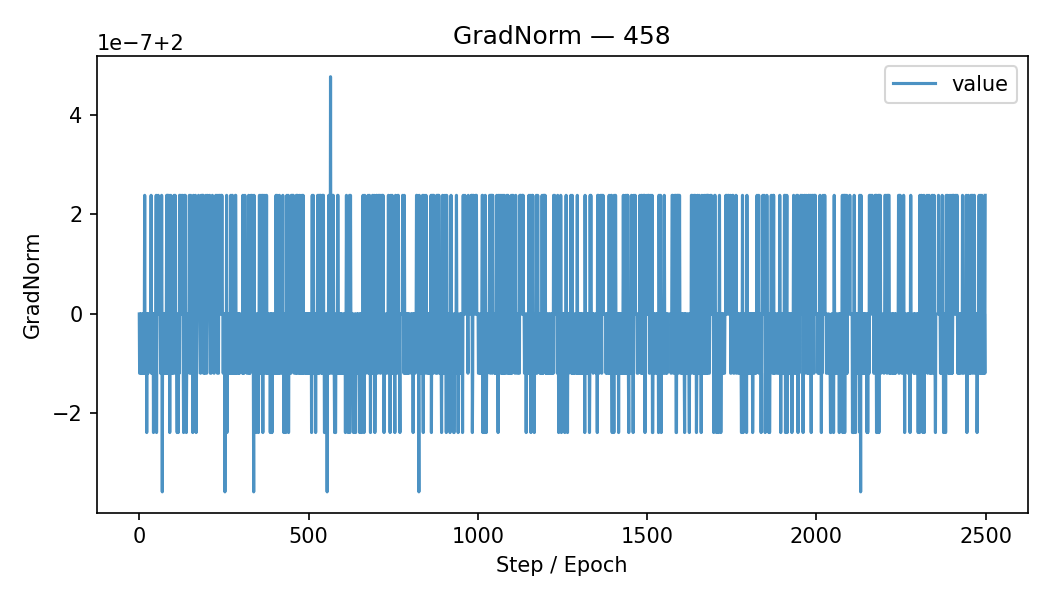 GradNorm — 458
1e−7+2
value
GradNorm
4
2
0
−2
0
500
1000
1500
2000
2500
Step / Epoch